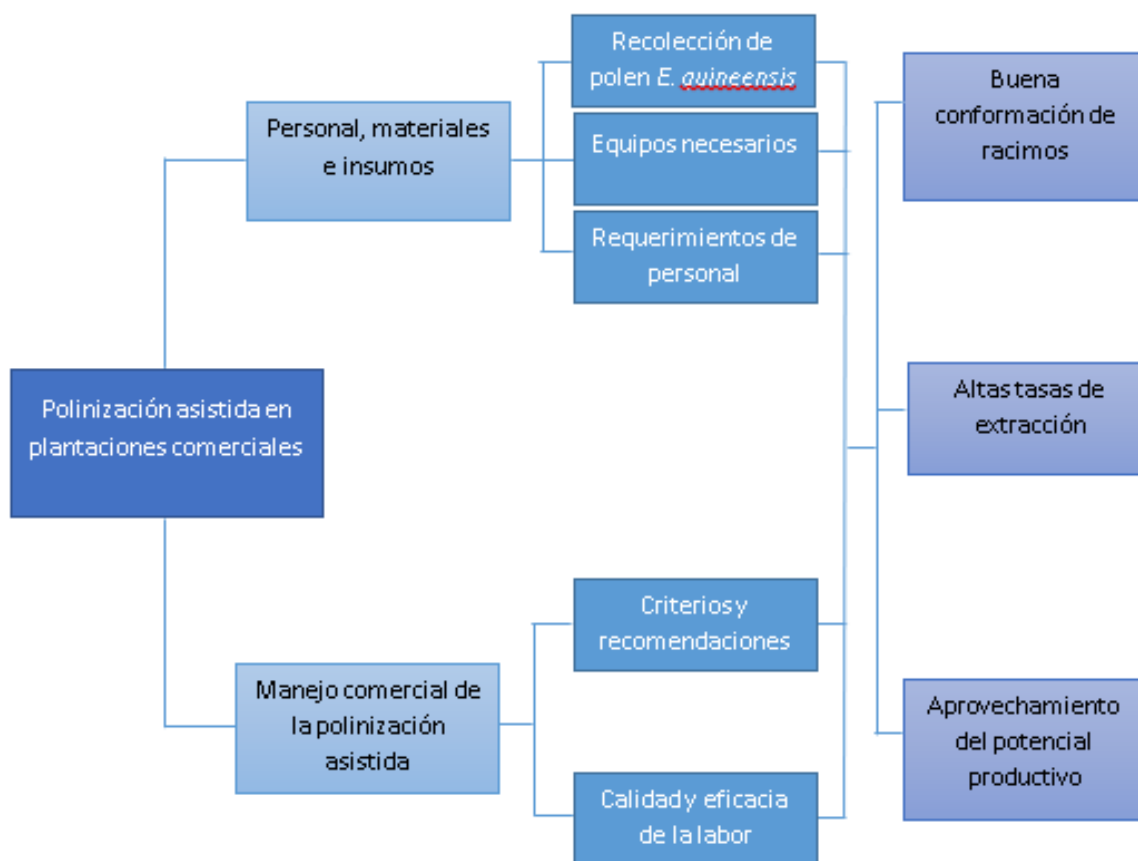 Polinización asistida en
plantaciones comerciales
Personal, materiales
e insumos
Recolección de
polen E. guineensis
Equipos necesarios
Requerimientos de
personal
Manejo comercial de
la polinización
asistida
Criterios y
recomendaciones
Calidad y eficacia
de la labor
Buena
conformación de
racimos
Altas tasas de
extracción
Aprovechamiento
del potencial
productivo